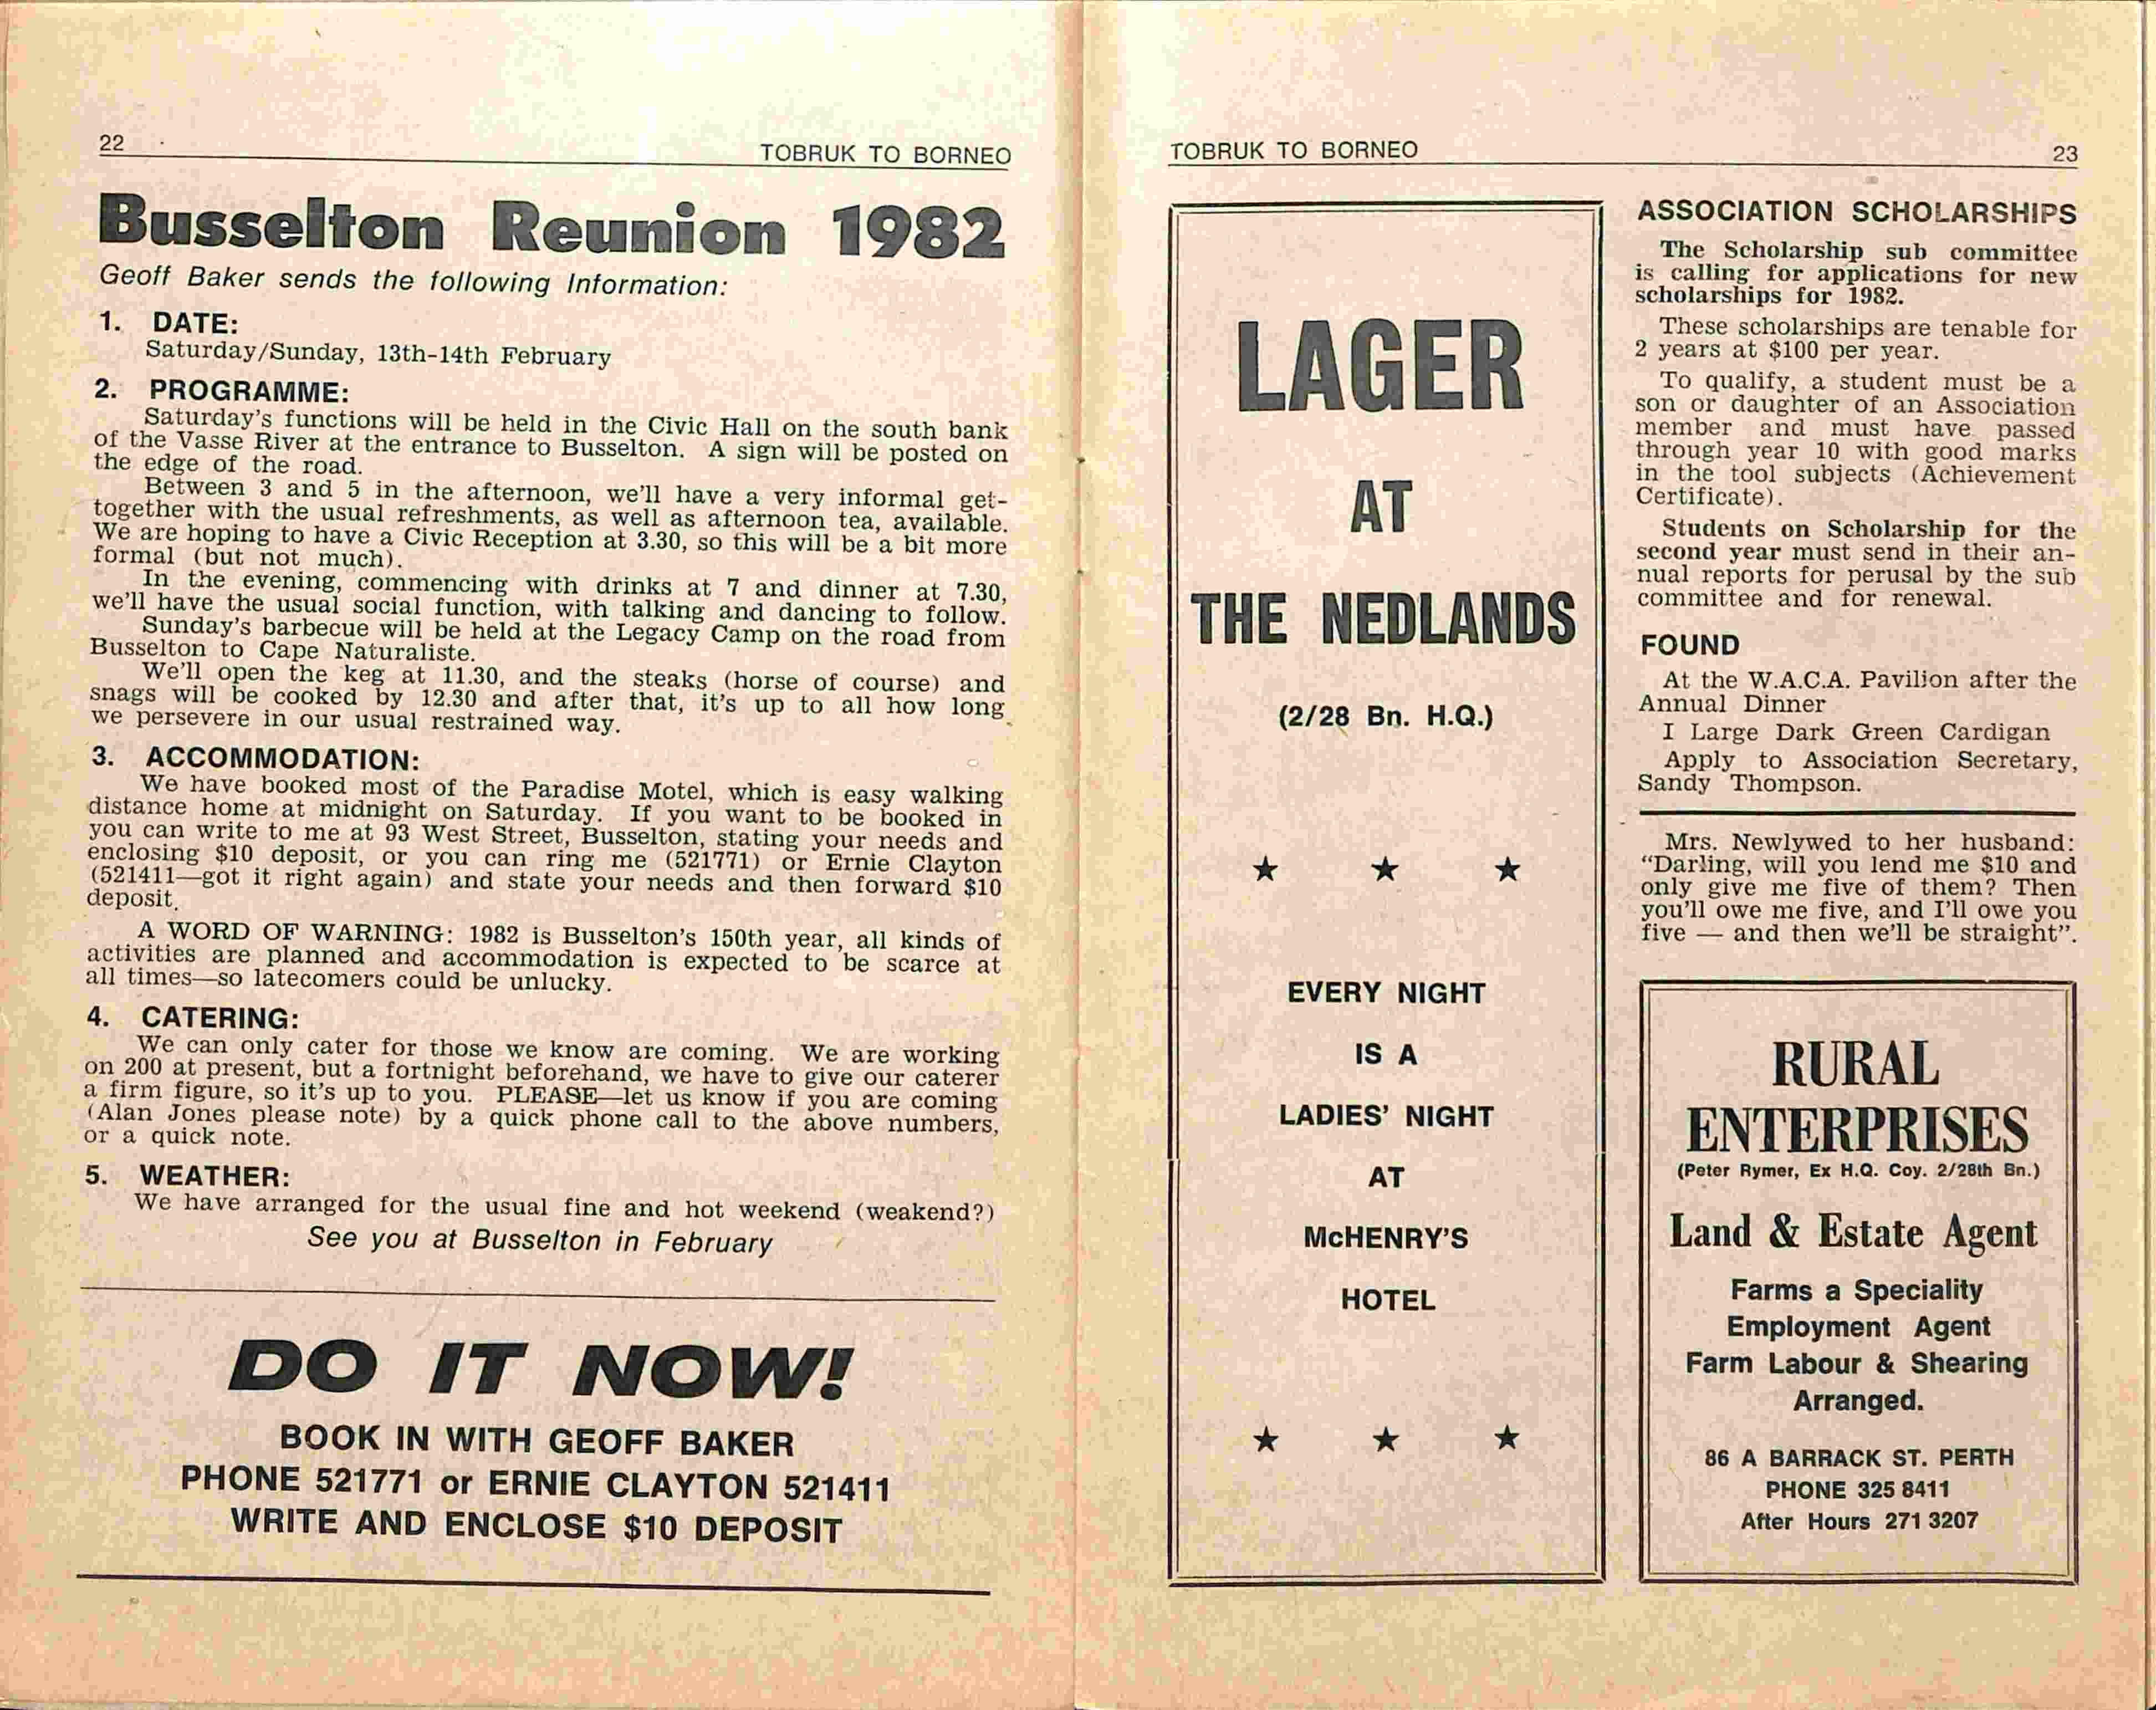 22
TOBRUK TO BORNEO
Busselton Reunion 1982
Geoff Baker sends the following Information:
1. DATE:
Saturday/Sunday, 13th-14th February
2. PROGRAMME:
Saturday's functions will be held in the Civic Hall on the south bank
of the Vasse River at the entrance to Busselton. A sign will be posted on
the edge of the road.
Between 3 and 5 in the afternoon, we'll have a very informal get-
together with the usual refreshments, as well as afternoon tea, available.
We are hoping to have a Civic Reception at 3.30, so this will be a bit more
formal (but not much).
In the evening, commencing with drinks at 7 and dinner at 7.30,
we'll have the usual social function, with talking and dancing to follow.
Sunday's barbecue will be held at the Legacy Camp on the road from
Busselton to Cape Naturaliste.
We'll open the keg at 11.30, and the steaks (horse of course) and
snags will be cooked by 12.30 and after that, it's up to all how long
we persevere in our usual restrained way.
3. ACCOMMODATION:
We have booked most of the Paradise Motel, which is easy walking
distance home at midnight on Saturday. If you want to be booked in
you can write to me at 93 West Street, Busselton, stating your needs and
enclosing $10 deposit, or you can ring me (521771) or Ernie Clayton
(521411—got it right again) and state your needs and then forward $10
deposit.
A WORD OF WARNING: 1982 is Busselton's 150th year, all kinds of
activities are planned and accommodation is expected to be scarce at
all times—so latecomers could be unlucky.
4. CATERING:
We can only cater for those we know are coming. We are working
on 200 at present, but a fortnight beforehand, we have to give our caterer
a firm figure, so it's up to you. PLEASE—let us know if you are coming
(Alan Jones please note) by a quick phone call to the above numbers,
or a quick note.
5. WEATHER:
We have arranged for the usual fine and hot weekend (weakend?)
See you at Busselton in February
DO IT NOW!
BOOK IN WITH GEOFF BAKER
PHONE 521771 or ERNIE CLAYTON 521411
WRITE AND ENCLOSE $10 DEPOSIT
TOBRUK TO BORNEO
23
LAGER
AT
THE NEDLANDS
(2/28 Bn. H.Q.)
★ ★ ★
EVERY NIGHT
IS A
LADIES' NIGHT
AT
McHENRY'S
HOTEL
★ ★ ★
ASSOCIATION SCHOLARSHIPS
The Scholarship sub committee
is calling for applications for new
scholarships for 1982.
These scholarships are tenable for
2 years at $100 per year.
To qualify, a student must be a
son or daughter of an Association
member and must have passed
through year 10 with good marks
in the tool subjects (Achievement
Certificate).
Students on Scholarship for the
second year must send in their an-
nual reports for perusal by the sub
committee and for renewal.
FOUND
At the W.A.C.A. Pavilion after the
Annual Dinner
I Large Dark Green Cardigan
Apply to Association Secretary,
Sandy Thompson.
Mrs. Newlywed to her husband:
"Darling, will you lend me $10 and
only give me five of them? Then
you'll owe me five, and I'll owe you
five — and then we'll be straight".
RURAL
ENTERPRISES
(Peter Rymer, Ex H.Q. Coy. 2/28th Bn.)
Land & Estate Agent
Farms a Speciality
Employment Agent
Farm Labour & Shearing
Arranged.
86 A BARRACK ST. PERTH
PHONE 325 8411
After Hours 271 3207